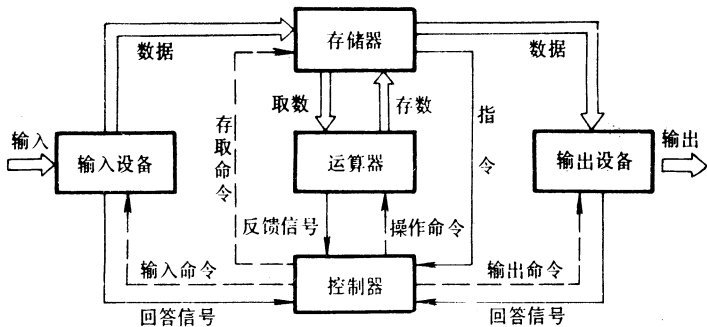 存储器
数据
数据
取数
存数
存取命令
指令
输入
输入设备
运算器
输出设备
输出
反馈信号
操作命令
输入命令
控制器
输出命令
回答信号
回答信号